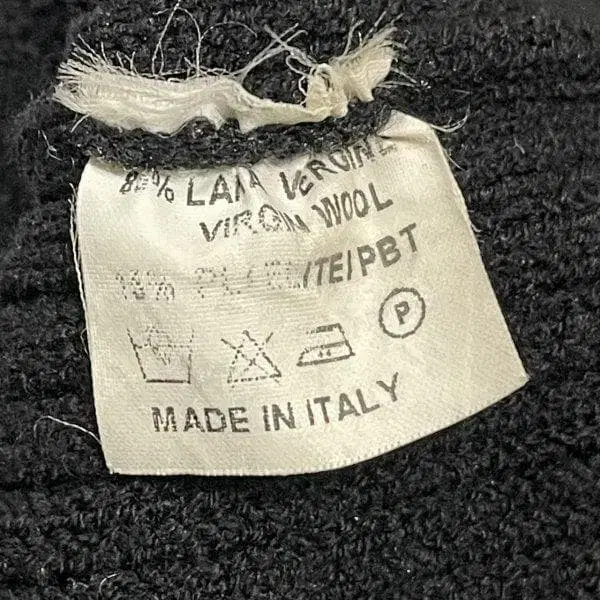 LANA VERGINE
VIRGIN WOOL
/PBT
P
MADE IN ITALY